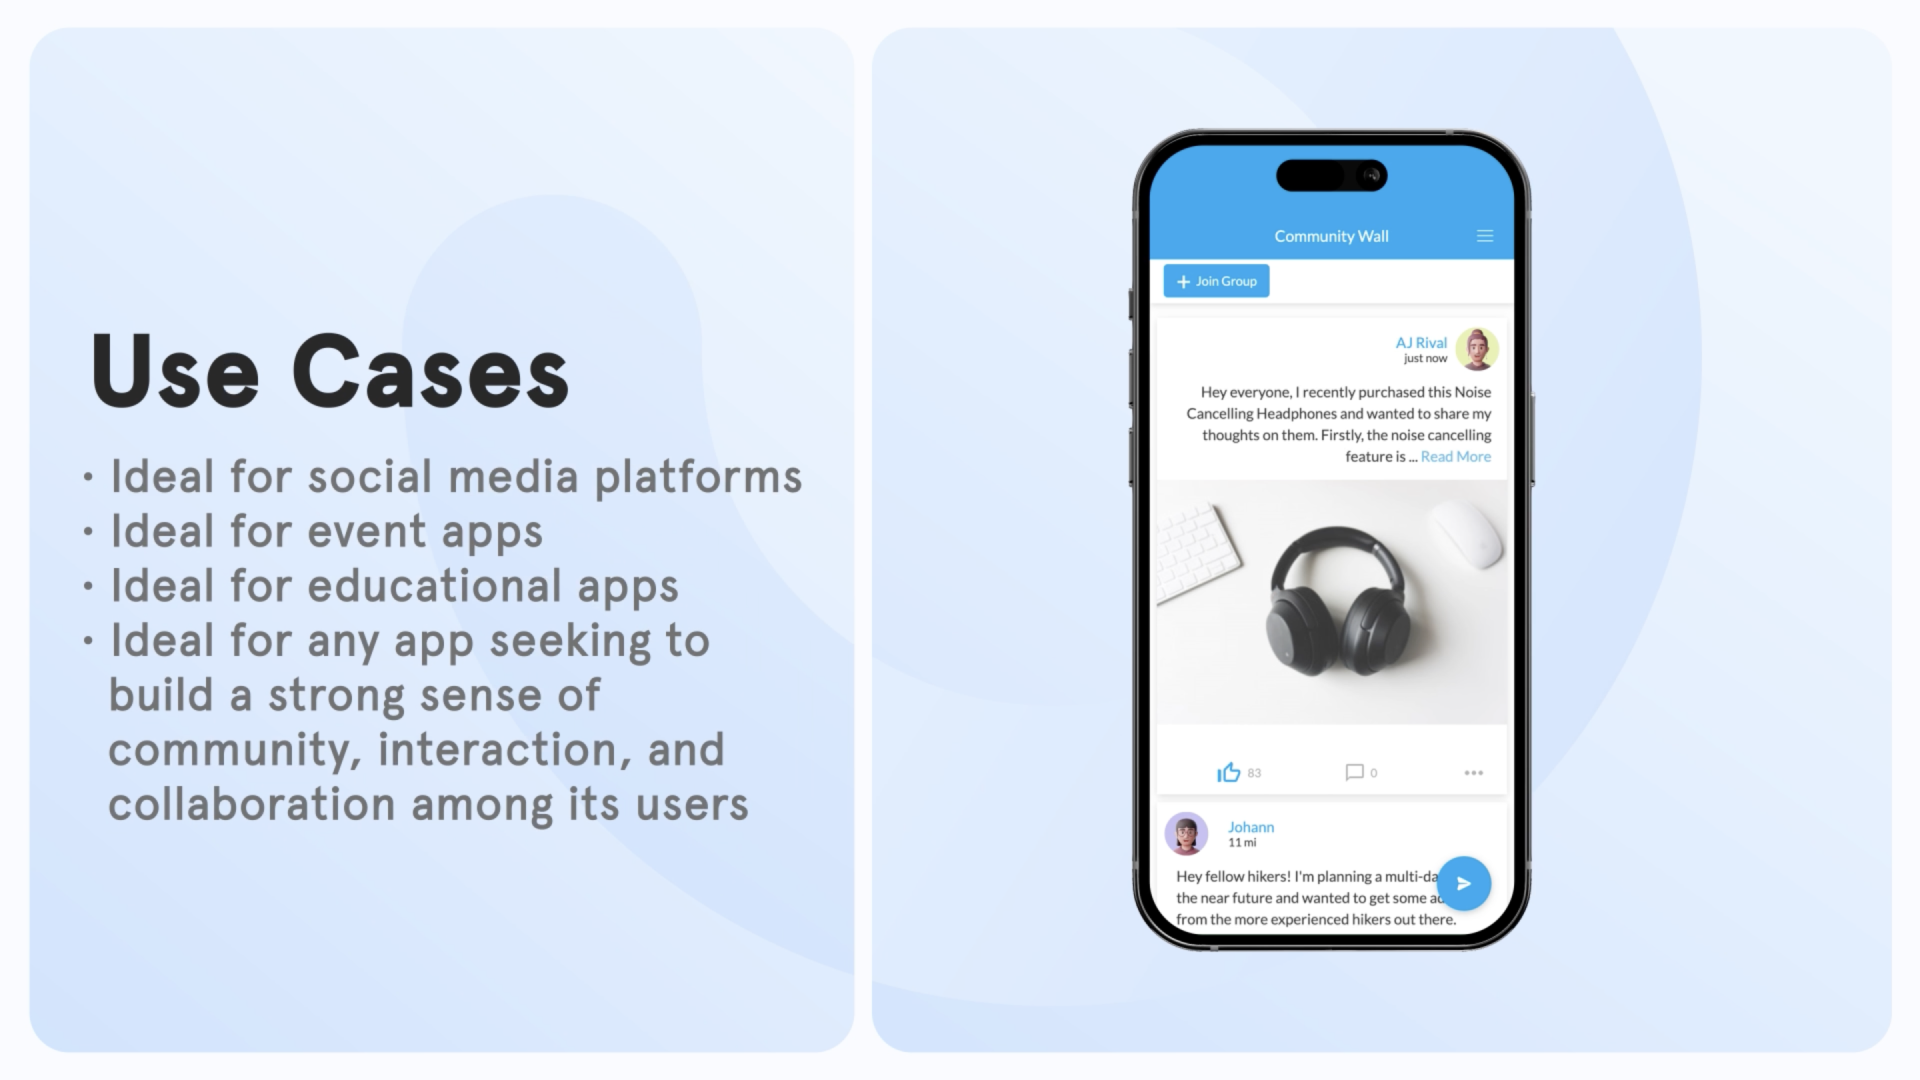 Use Cases
• Ideal for social media platforms
• Ideal for event apps
• Ideal for educational apps
• Ideal for any app seeking to
build a strong sense of
community, interaction, and
collaboration among its users
Community Wall
+ Join Group
AJ Rival
just now
Hey everyone, I recently purchased this Noise
Cancelling Headphones and wanted to share my
thoughts on them. Firstly, the noise cancelling
feature is ... Read More
83
0
Johann
11 mi
Hey fellow hikers! I'm planning a multi-da
the near future and wanted to get some ad
from the more experienced hikers out there.